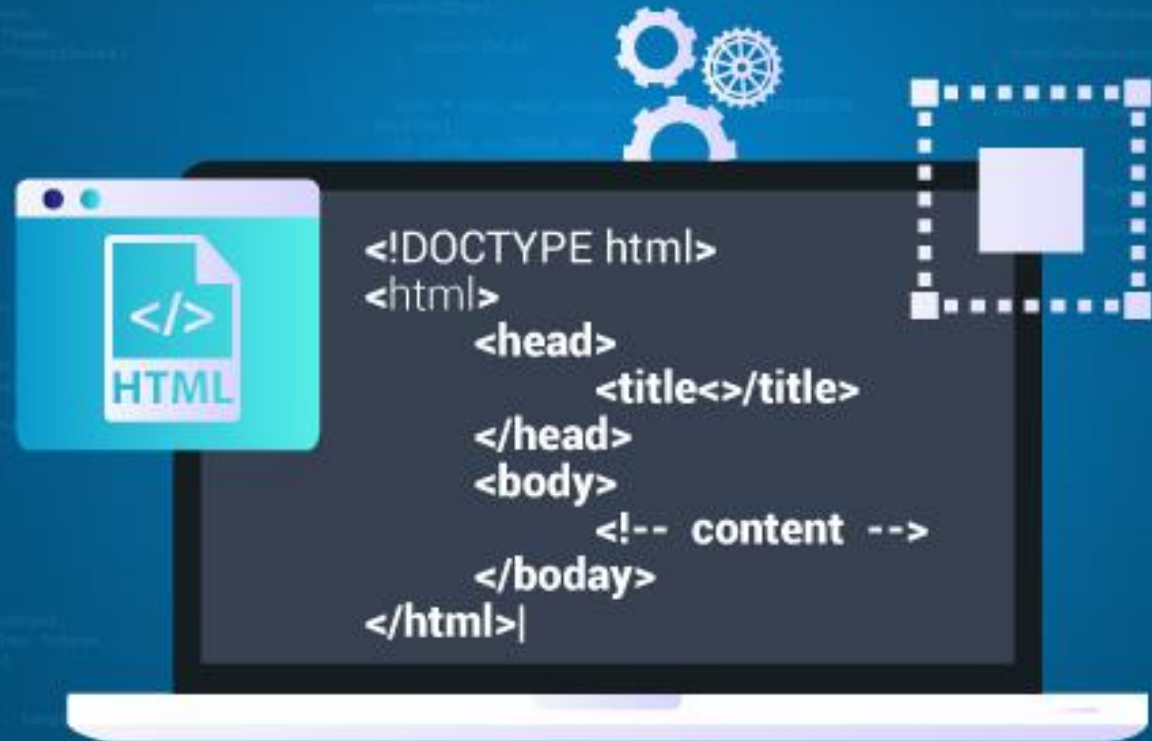 </>
HTML
<!DOCTYPE html>
<html>
<head>
<title<>/title>
</head>
<body>
<!-- content -->
</boday>
</html>|